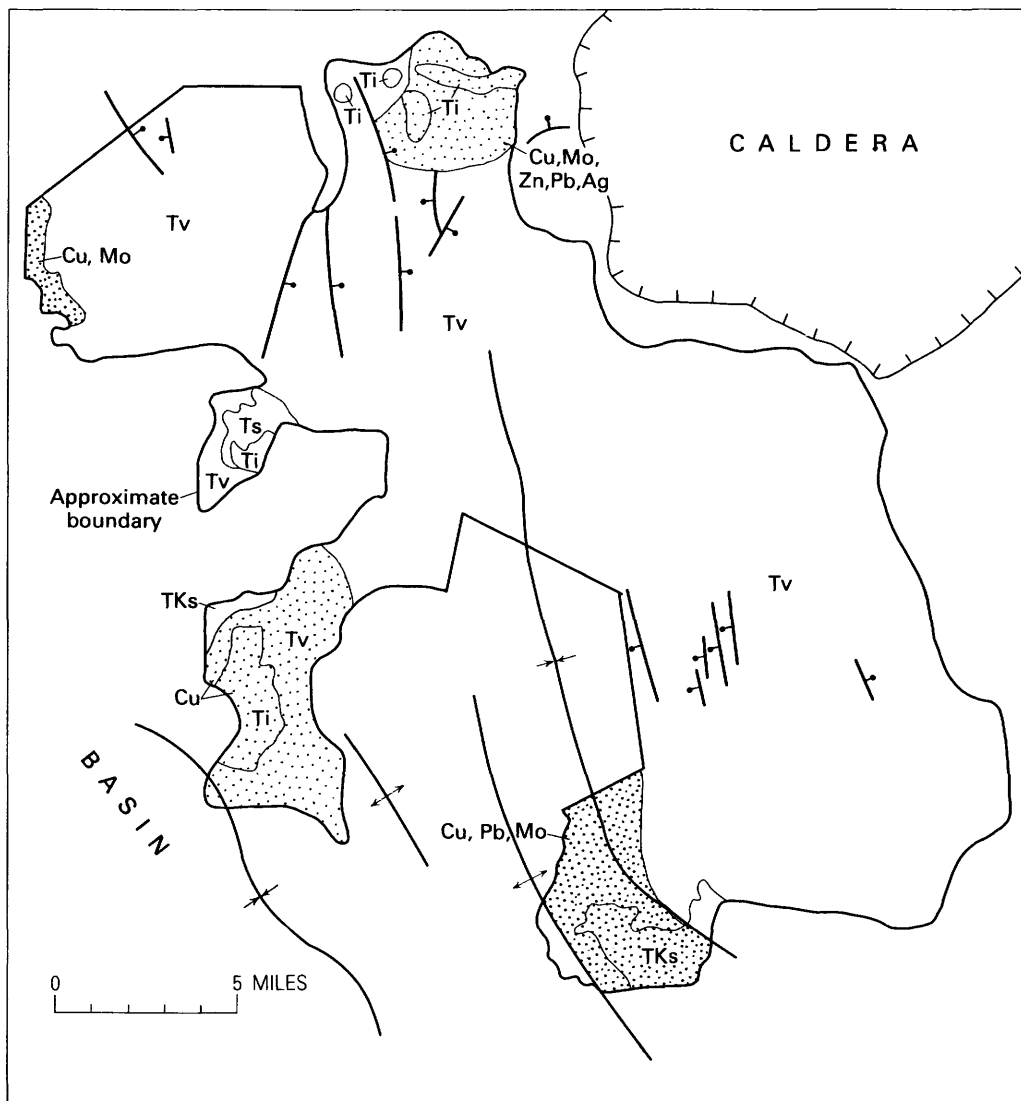 CALDERA
Ti
Ti
Ti
Cu, Mo,
Zn, Pb, Ag
Tv
Cu, Mo
Tv
Ts
Ti
Tv
Approximate
boundary
TKs
Tv
Tv
Cu
Ti
BASIN
Cu, Pb, Mo
TKs
0 5 MILES